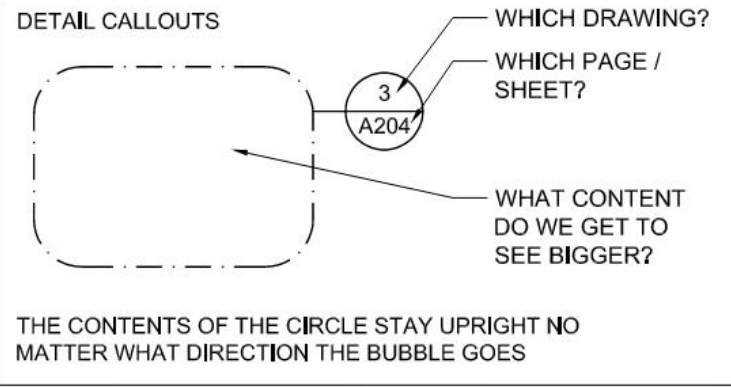 DETAIL CALLOUTS
WHICH DRAWING?
WHICH PAGE /
SHEET?
3
A204
WHAT CONTENT
DO WE GET TO
SEE BIGGER?
THE CONTENTS OF THE CIRCLE STAY UPRIGHT NO
MATTER WHAT DIRECTION THE BUBBLE GOES